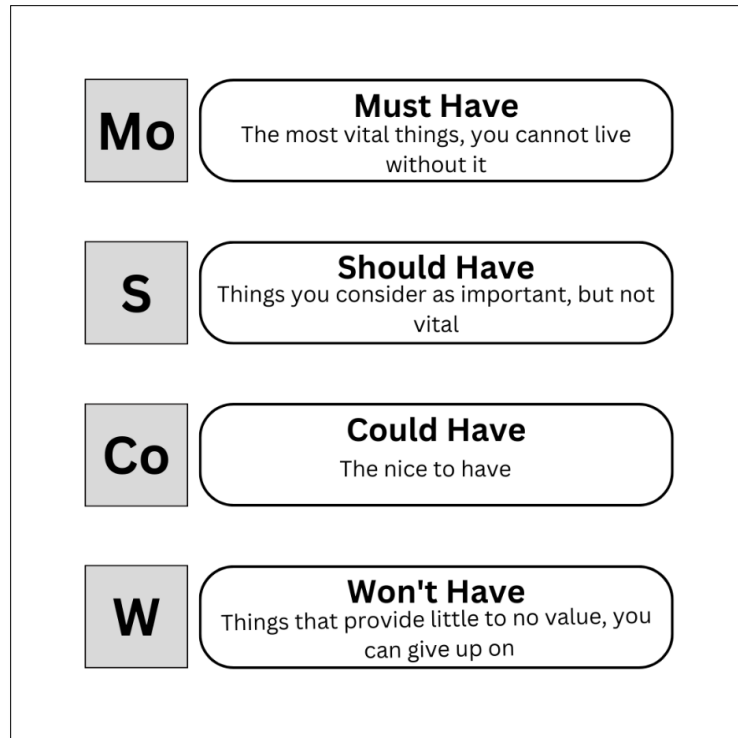 Mo
Must Have
The most vital things, you cannot live
without it
S
Should Have
Things you consider as important, but not
vital
Co
Could Have
The nice to have
W
Won't Have
Things that provide little to no value, you
can give up on